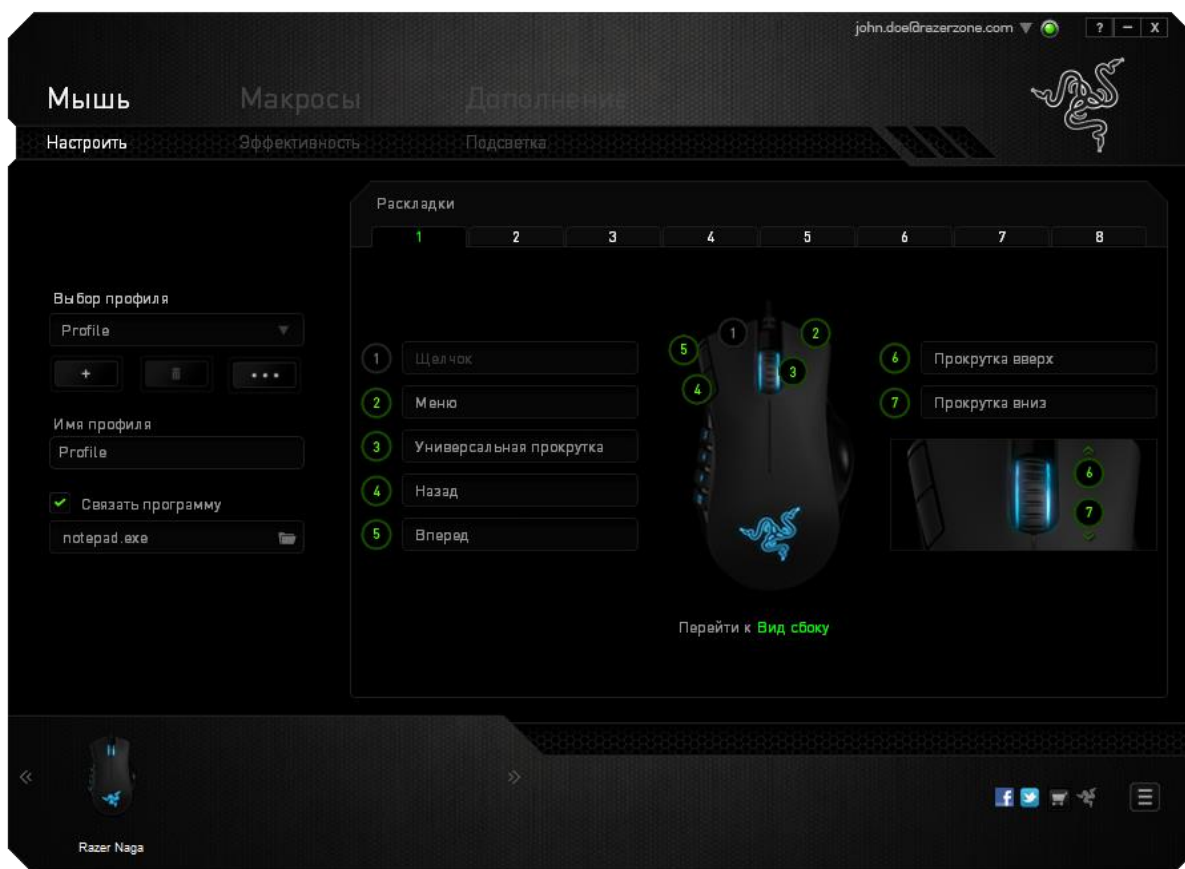 john.doe@razerzone.com
? – X
Мышь Макросы Дополнение
Настроить Эффективность Подсветка
Раскладки
1 2 3 4 5 6 7 8
Выбор профиля
Profile
+ ...
Имя профиля
Profile
Связать программу
notepad.exe
1 Щелчок
2 Меню
3 Универсальная прокрутка
4 Назад
5 Вперед
1
2
3
4
5
6 Прокрутка вверх
7 Прокрутка вниз
6
7
Перейти к Вид сбоку
Razer Naga